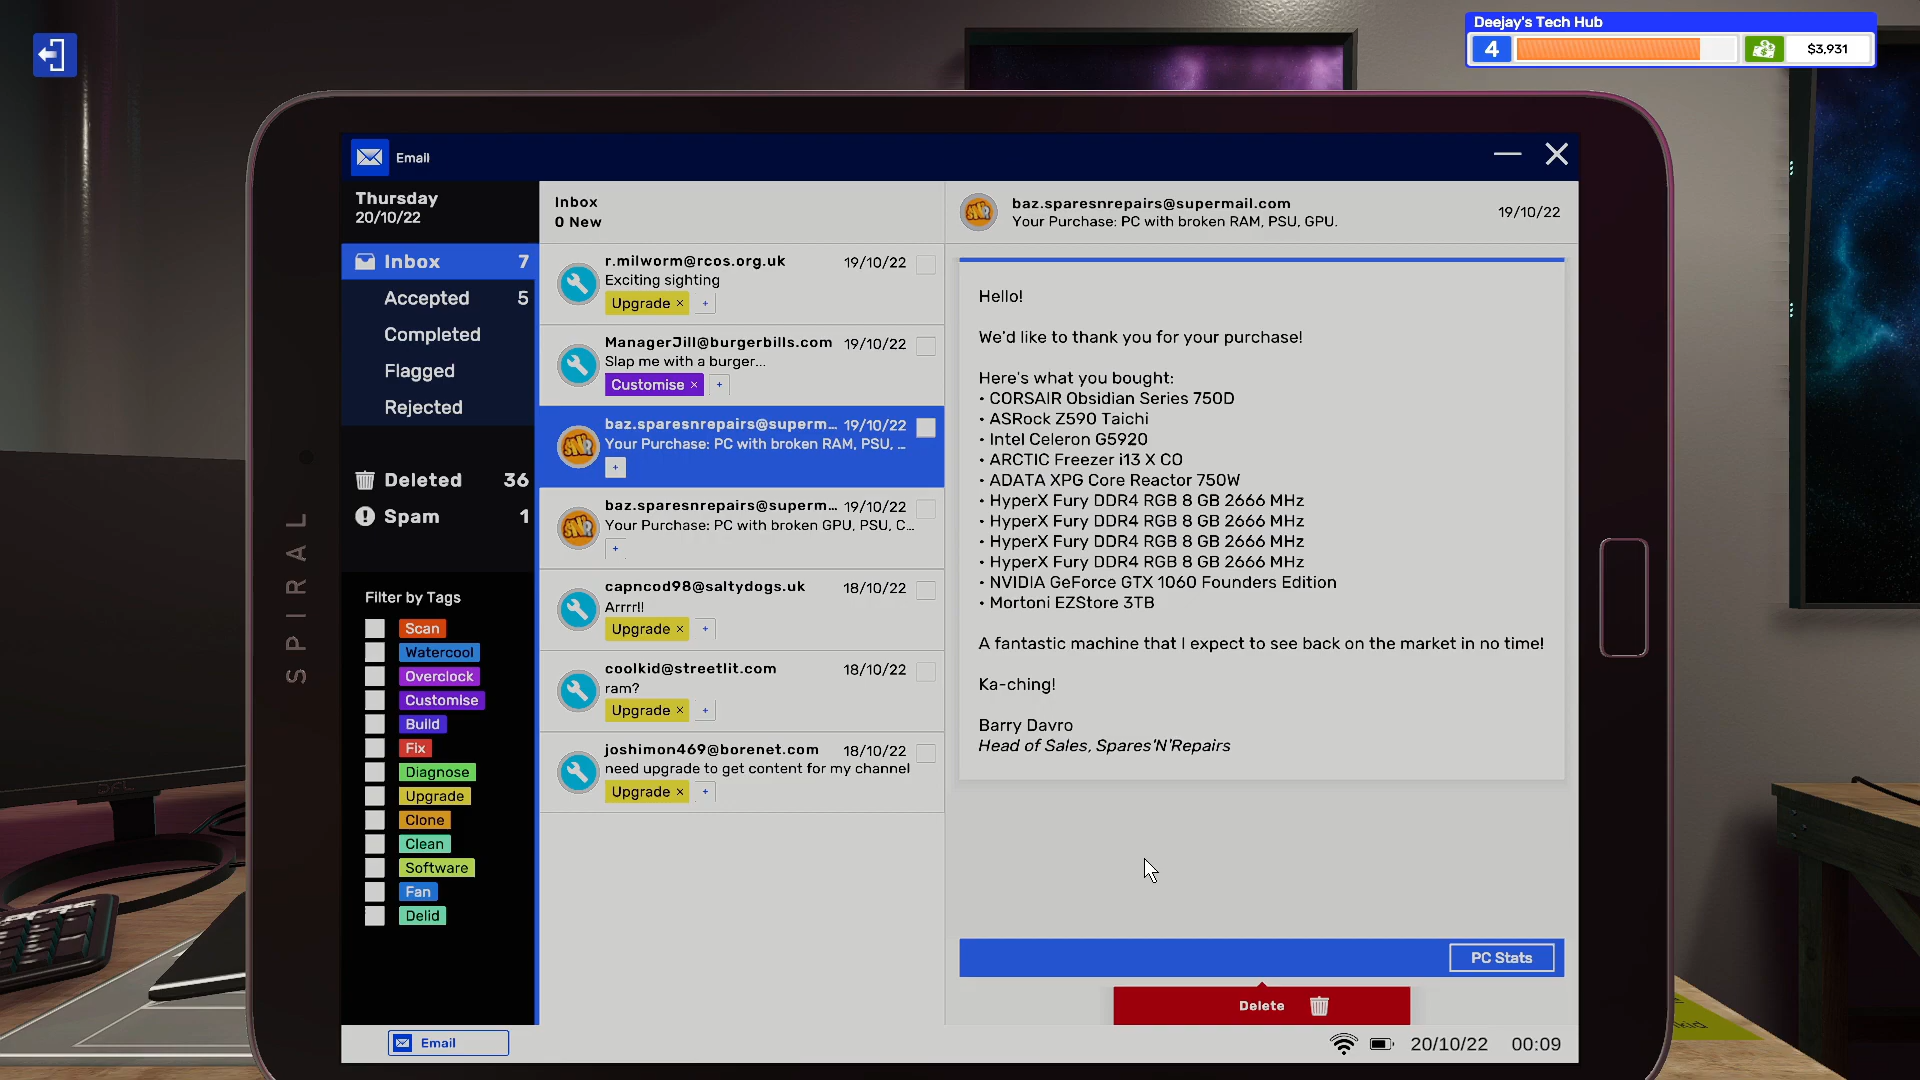 Deejay's Tech Hub
4
$3,931
Email
Thursday
20/10/22
Inbox 7
Accepted 5
Completed
Flagged
Rejected
Deleted 36
Spam 1
Filter by Tags
Scan
Watercool
Overclock
Customise
Build
Fix
Diagnose
Upgrade
Clone
Clean
Software
Fan
Delid
Inbox
0 New
r.milworm@rcos.org.uk 19/10/22
Exciting sighting
Upgrade × +
ManagerJill@burgerbills.com 19/10/22
Slap me with a burger...
Customise × +
baz.sparesnrepairs@superm... 19/10/22
Your Purchase: PC with broken RAM, PSU, ...
+
baz.sparesnrepairs@superm... 19/10/22
Your Purchase: PC with broken GPU, PSU, C...
+
capncod98@saltydogs.uk 18/10/22
Arrrr!!
Upgrade × +
coolkid@streetlit.com 18/10/22
ram?
Upgrade × +
joshimon469@borenet.com 18/10/22
need upgrade to get content for my channel
Upgrade × +
SNR
baz.sparesnrepairs@supermail.com
Your Purchase: PC with broken RAM, PSU, GPU.
19/10/22
Hello!
We'd like to thank you for your purchase!
Here's what you bought:
• CORSAIR Obsidian Series 750D
• ASRock Z590 Taichi
• Intel Celeron G5920
• ARCTIC Freezer i13 X CO
• ADATA XPG Core Reactor 750W
• HyperX Fury DDR4 RGB 8 GB 2666 MHz
• HyperX Fury DDR4 RGB 8 GB 2666 MHz
• HyperX Fury DDR4 RGB 8 GB 2666 MHz
• HyperX Fury DDR4 RGB 8 GB 2666 MHz
• NVIDIA GeForce GTX 1060 Founders Edition
• Mortoni EZStore 3TB
A fantastic machine that I expect to see back on the market in no time!
Ka-ching!
Barry Davro
Head of Sales, Spares'N'Repairs
PC Stats
Delete
Email
20/10/22 00:09
SPIRAL